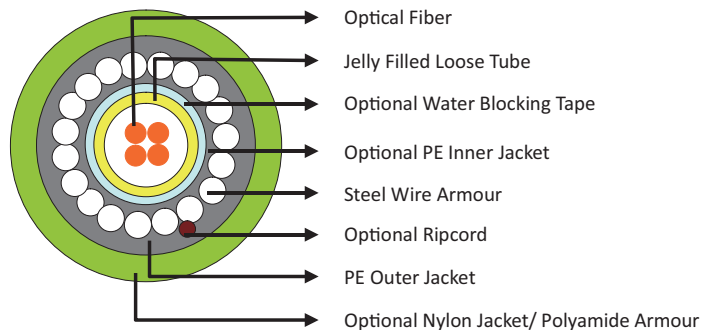 Optical Fiber
Jelly Filled Loose Tube
Optional Water Blocking Tape
Optional PE Inner Jacket
Steel Wire Armour
Optional Ripcord
PE Outer Jacket
Optional Nylon Jacket/ Polyamide Armour